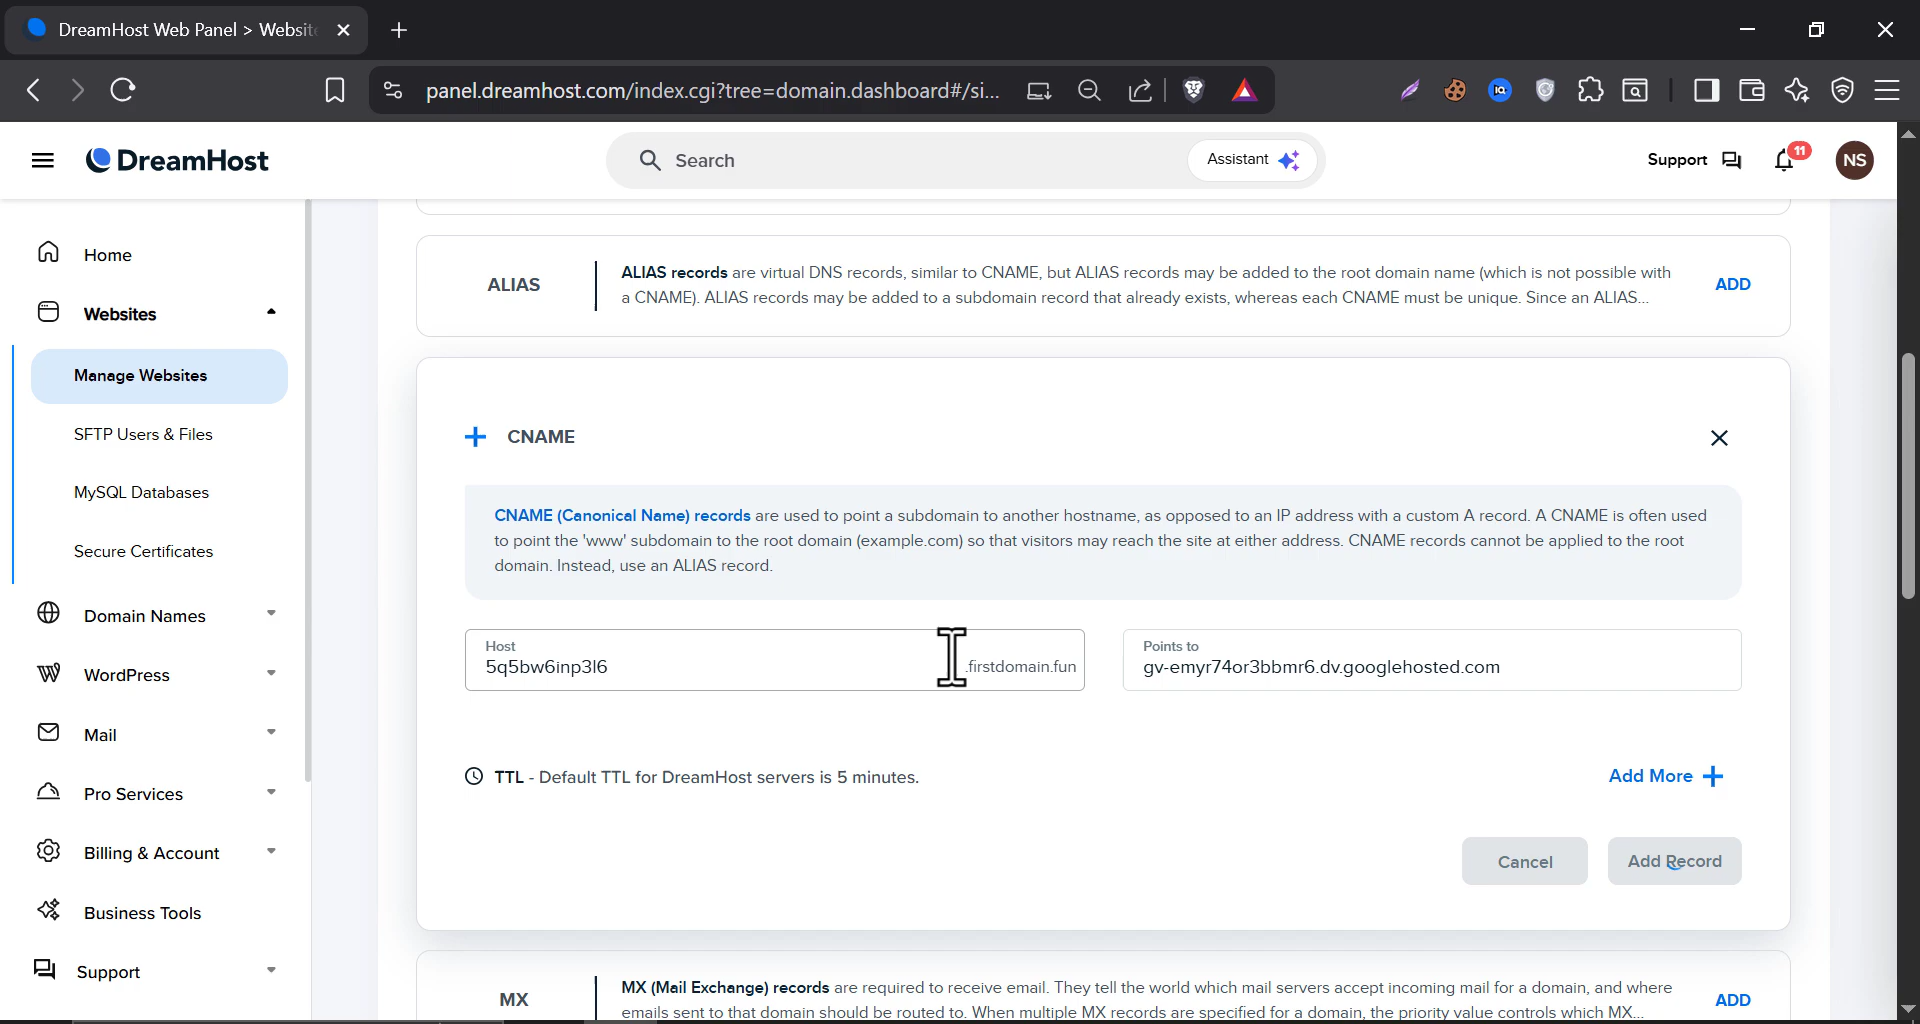 DreamHost Web Panel > Websit
panel.dreamhost.com/index.cgi?tree=domain.dashboard#/si...
DreamHost
Search
Assistant
Support
11
NS
Home
Websites
Manage Websites
SFTP Users & Files
MySQL Databases
Secure Certificates
Domain Names
WordPress
Mail
Pro Services
Billing & Account
Business Tools
Support
ALIAS
ALIAS records are virtual DNS records, similar to CNAME, but ALIAS records may be added to the root domain name (which is not possible with
a CNAME). ALIAS records may be added to a subdomain record that already exists, whereas each CNAME must be unique. Since an ALIAS...
ADD
CNAME
CNAME (Canonical Name) records are used to point a subdomain to another hostname, as opposed to an IP address with a custom A record. A CNAME is often used
to point the 'www' subdomain to the root domain (example.com) so that visitors may reach the site at either address. CNAME records cannot be applied to the root
domain. Instead, use an ALIAS record.
Host
5q5bw6inp3l6
.firstdomain.fun
Points to
gv-emyr74or3bbmr6.dv.googlehosted.com
TTL - Default TTL for DreamHost servers is 5 minutes.
Add More
Cancel
Add Record
MX
MX (Mail Exchange) records are required to receive email. They tell the world which mail servers accept incoming mail for a domain, and where
emails sent to that domain should be routed to. When multiple MX records are specified for a domain, the priority value controls which MX...
ADD